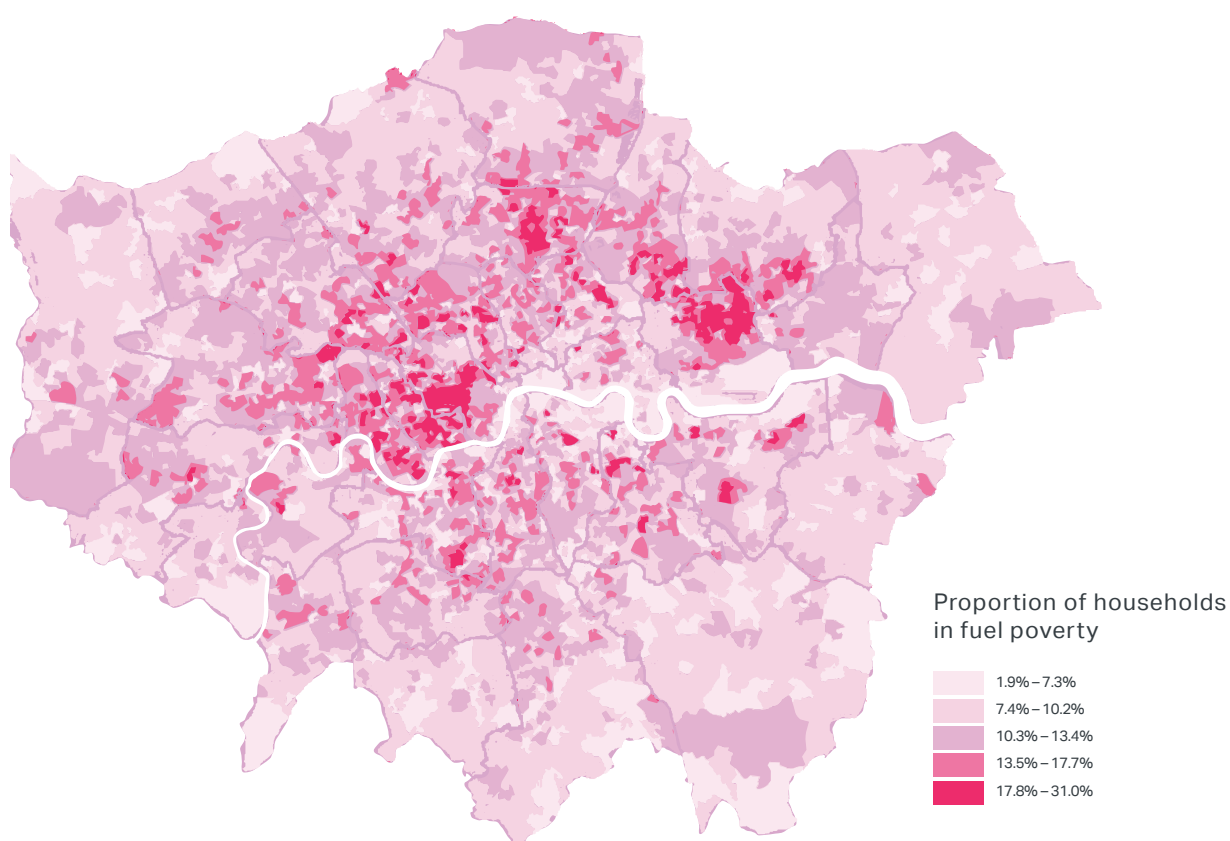 Proportion of households
in fuel poverty
1.9% – 7.3%
7.4% – 10.2%
10.3% – 13.4%
13.5% – 17.7%
17.8% – 31.0%